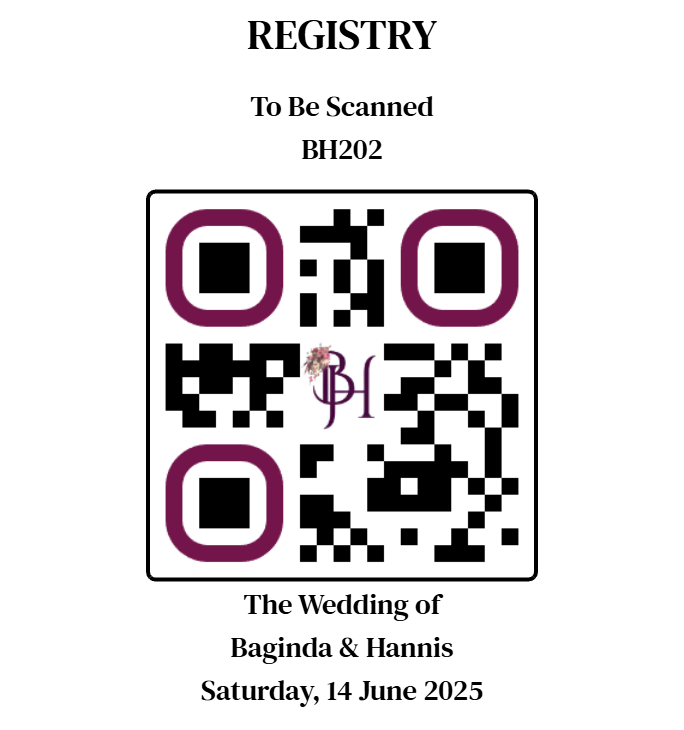 REGISTRY
To Be Scanned
BH202
BH
The Wedding of
Baginda & Hannis
Saturday, 14 June 2025